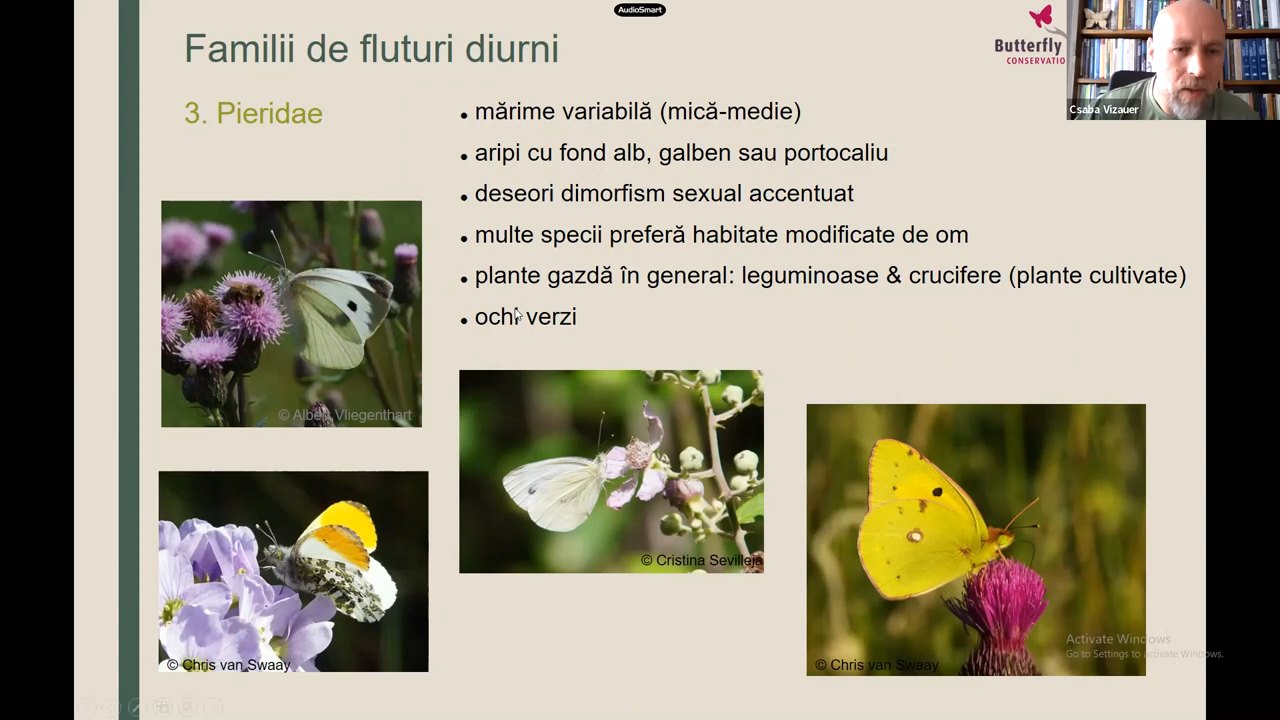 AudioSmart
Familii de fluturi diurni
Butterfly
CONSERVATIO
Csaba Vizauer
3. Pieridae
• mărime variabilă (mică-medie)
• aripi cu fond alb, galben sau portocaliu
• deseori dimorfism sexual accentuat
• multe specii preferă habitate modificate de om
• plante gazdă în general: leguminoase & crucifere (plante cultivate)
• ochi verzi
© Albert Vliegenthart
© Cristina Sevilleja
© Chris van Swaay
© Chris van Swaay
Activate Windows
Go to Settings to activate Windows.